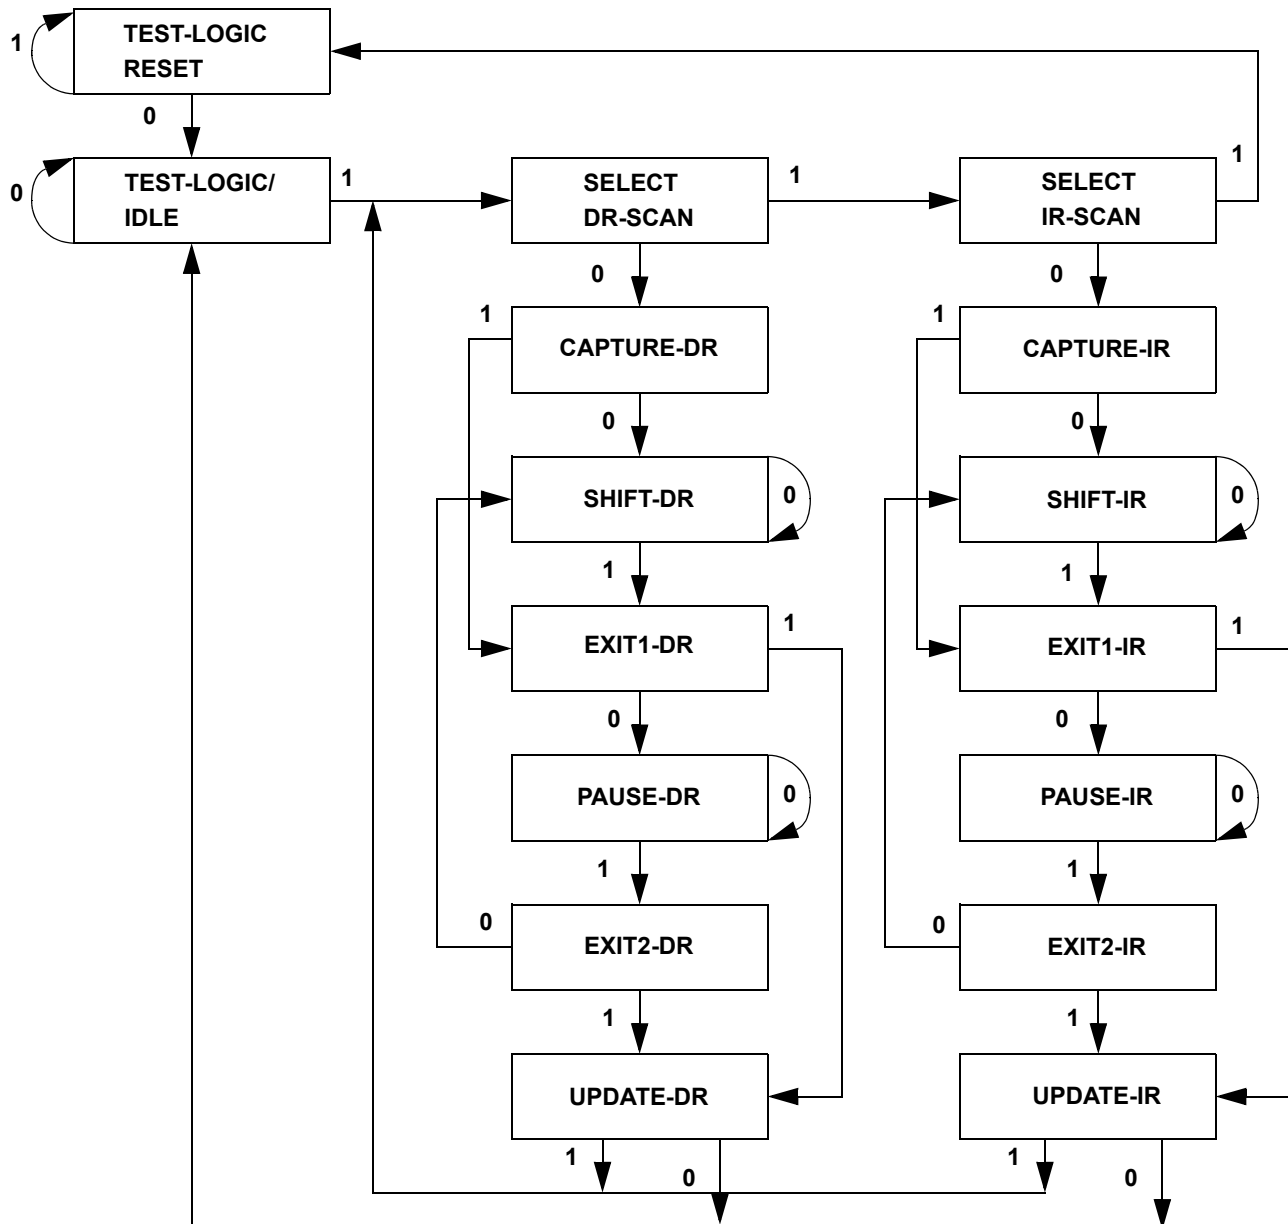 1
TEST-LOGIC
RESET
0
0
TEST-LOGIC/
IDLE
1
SELECT
DR-SCAN
1
SELECT
IR-SCAN
1
0
0
1
CAPTURE-DR
1
CAPTURE-IR
0
0
SHIFT-DR
0
SHIFT-IR
0
1
1
EXIT1-DR
1
EXIT1-IR
1
0
0
PAUSE-DR
0
PAUSE-IR
0
1
1
0
EXIT2-DR
0
EXIT2-IR
1
1
UPDATE-DR
UPDATE-IR
1
0
1
0